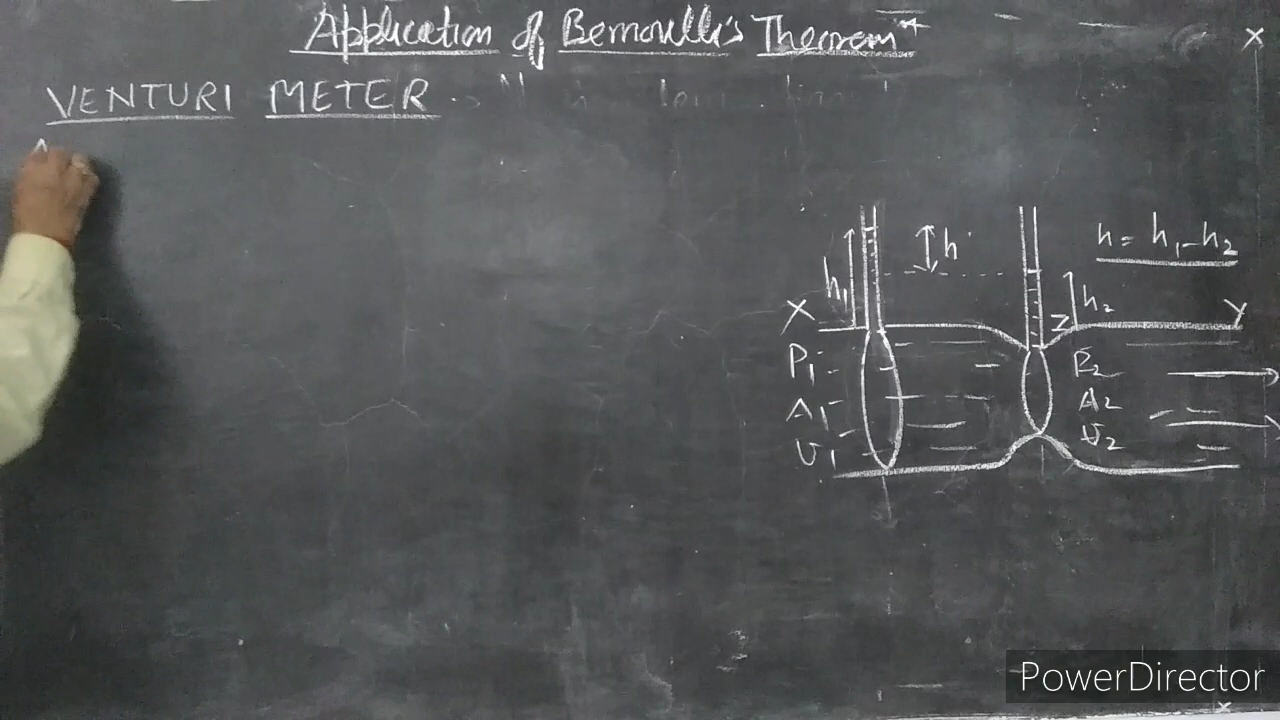 Application of Bernoulli's Theorem
X
VENTURI METER
A
h
h = h₁-h₂
h₁
h₂
X
Z
Y
P₁
P₂
A₁
A₂
v₁
v₂
PowerDirector